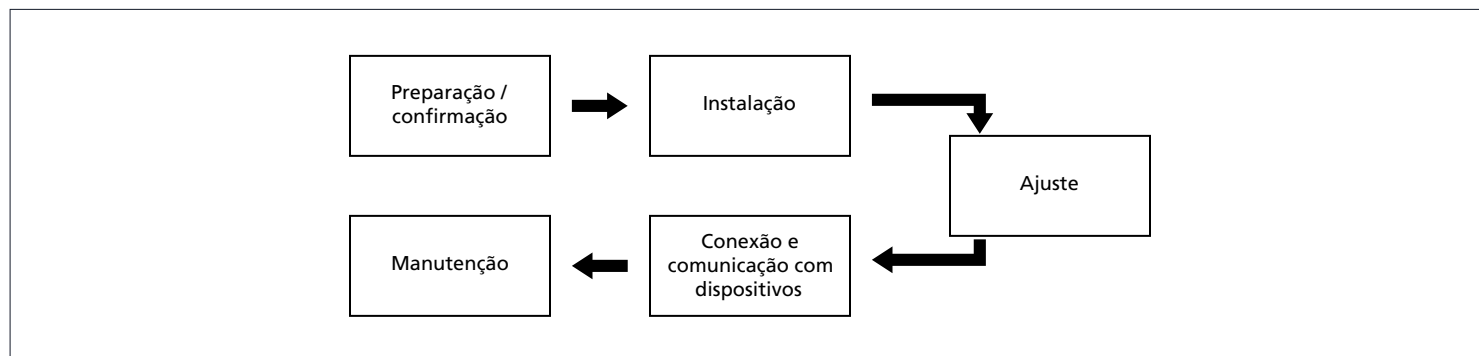 Preparação /
confirmação
Instalação
Ajuste
Conexão e
comunicação com
dispositivos
Manutenção